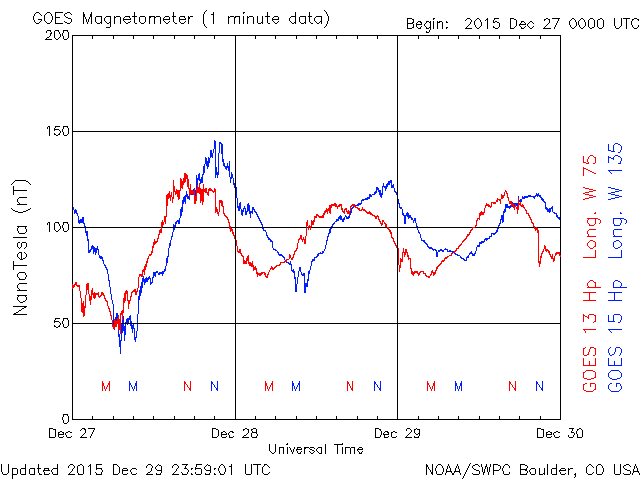 GOES Magnetometer (1 minute data)
Begin: 2015 Dec 27 0000 UTC
200
150
100
50
0
NanoTesla (nT)
M M N N M M N N M M N N
Dec 27 Dec 28 Dec 29 Dec 30
Universal Time
GOES 13 Hp Long. W 75
GOES 15 Hp Long. W 135
Updated 2015 Dec 29 23:59:01 UTC
NOAA/SWPC Boulder, CO USA